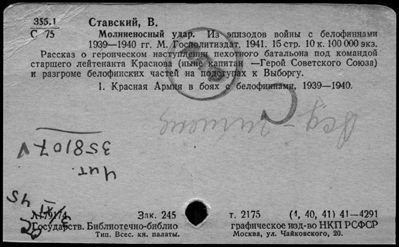 355.1 Ставский, В.
С 75 Молниеносный удар. Из эпизодов войны с белофиннами
1939—1940 гг. М. Госполитиздат, 1941. 15 стр. 10 к. 100 000 экз.
Рассказ о героическом наступлении пехотного батальона под командой
старшего лейтенанта Краснова (ныне капитан —Герой Советского Союза)
и разгроме белофинских частей на подступах к Выборгу.
1. Красная Армия в боях с белофиннами, 1939—1940.
358107 V
Чит.
Зак. 245 т. 2175 (1, 40, 41) 41—4291
Государств. Библиотечно-библиографическое изд-во НКП РСФСР
Тип. Всес. кн. палаты. Москва, ул. Чайковского, 20.